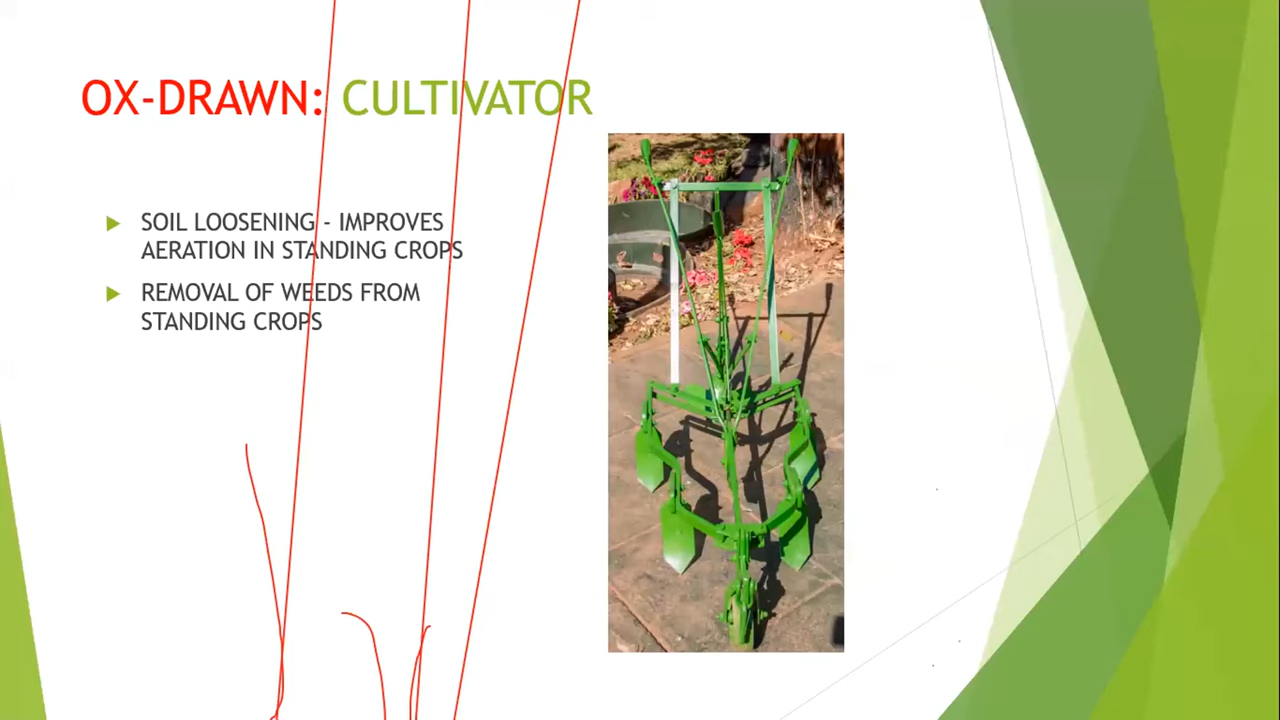 OX-DRAWN: CULTIVATOR
SOIL LOOSENING - IMPROVES
AERATION IN STANDING CROPS
REMOVAL OF WEEDS FROM
STANDING CROPS